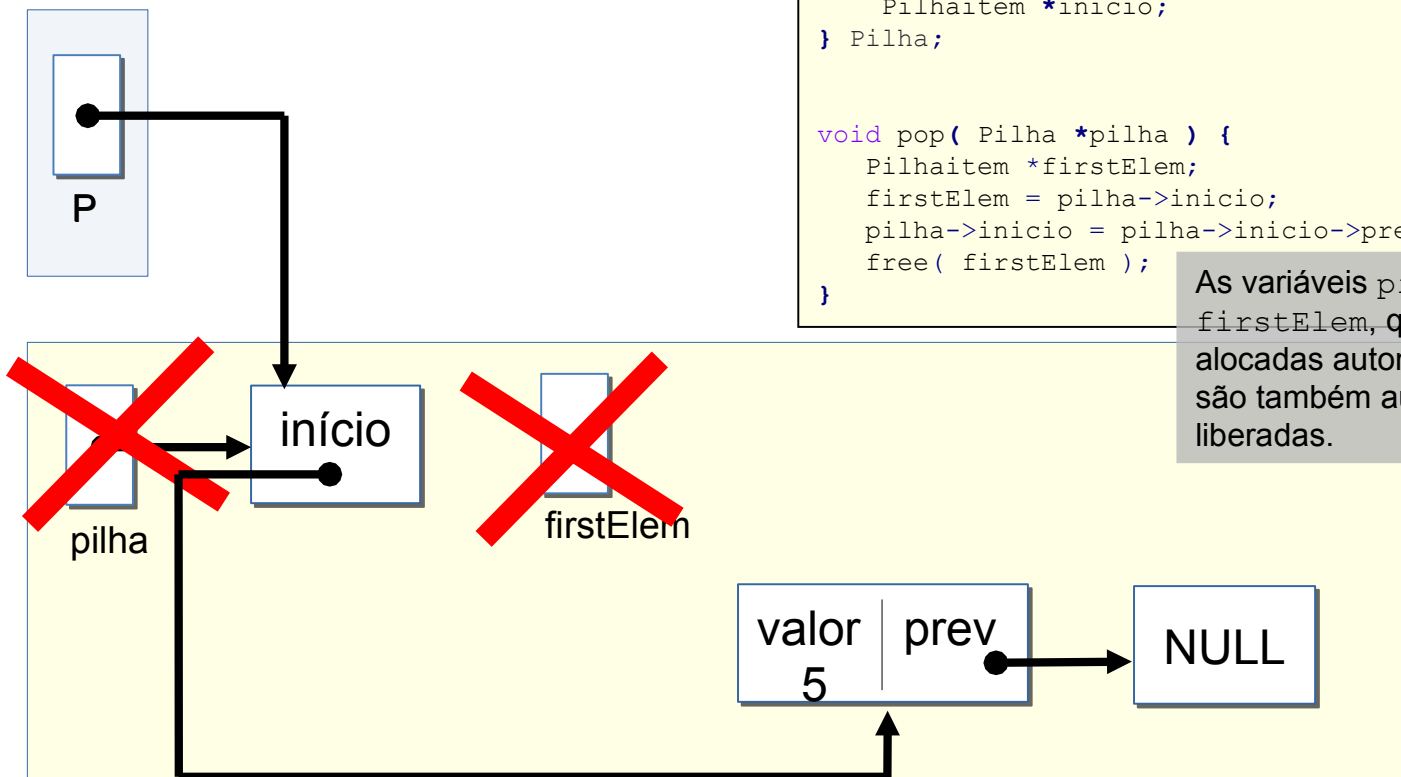 Pilhaitem *inicio;
} Pilha;
void pop( Pilha *pilha ) {
Pilhaitem *firstElem;
firstElem = pilha->inicio;
pilha->inicio = pilha->inicio->pre
free( firstElem );
}
As variáveis
firstElem,
alocadas
são também
liberadas.
P
início
pilha
firstElem
valor prev
5
NULL